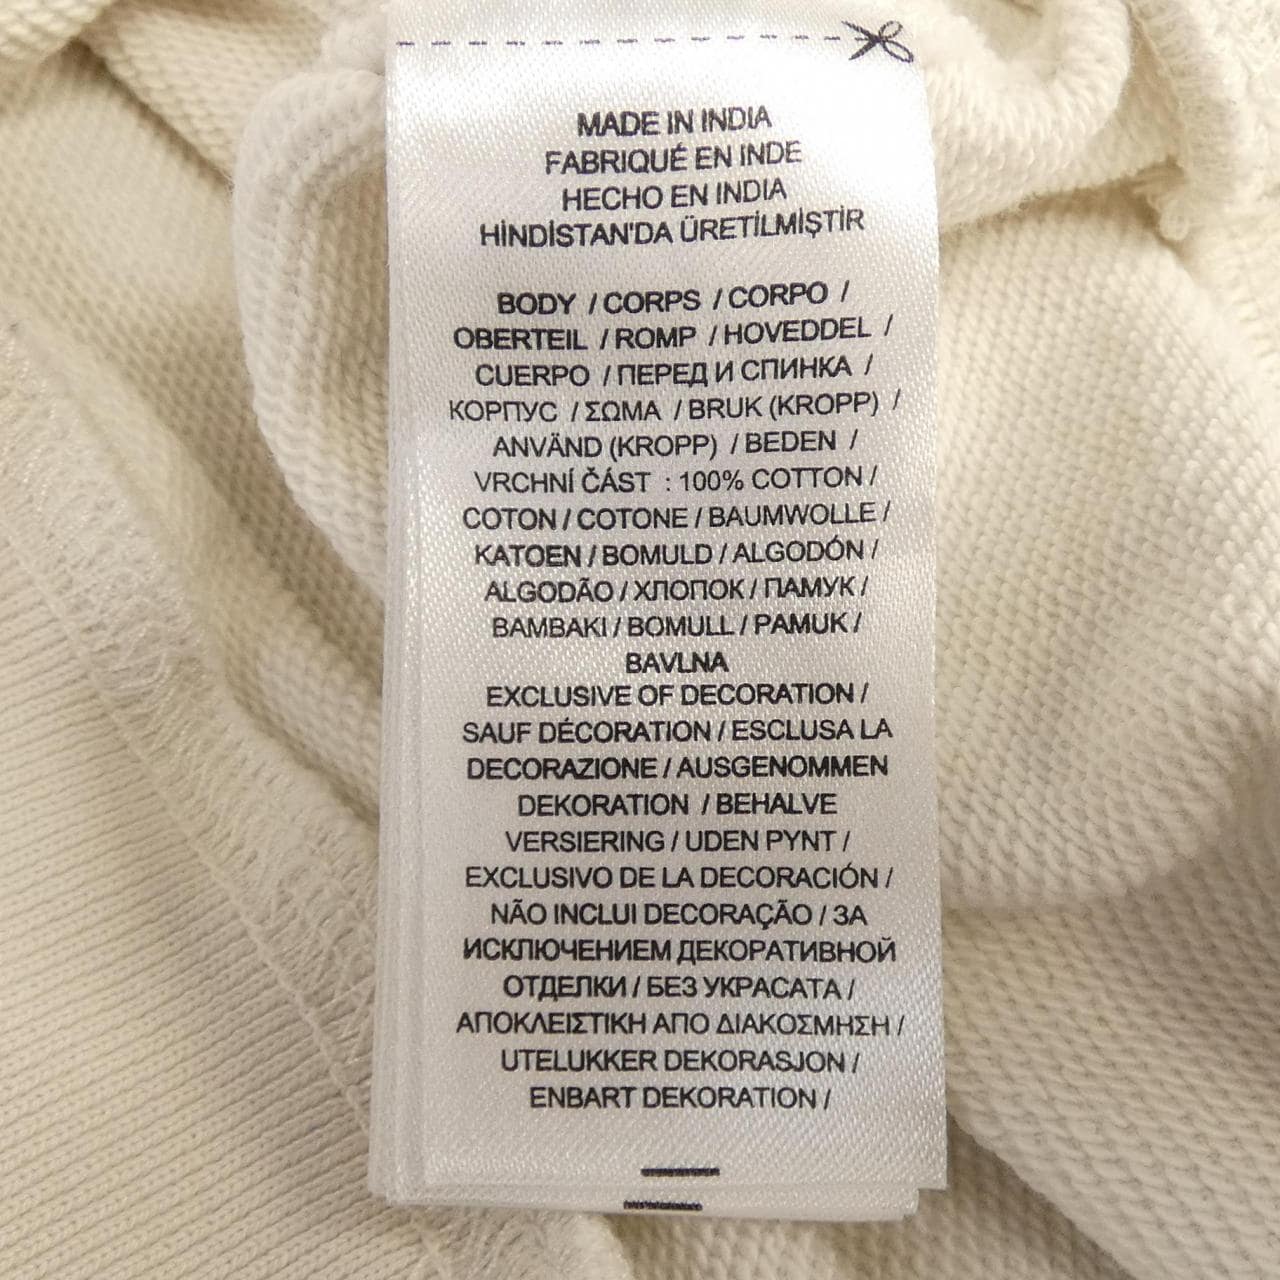 MADE IN INDIA
FABRIQUÉ EN INDE
HECHO EN INDIA
HİNDİSTAN'DA ÜRETİLMİŞTİR
BODY / CORPS / CORPO /
OBERTEIL / ROMP / HOVEDDEL /
CUERPO / ПЕРЕД И СПИНКА /
КОРПУС / ΣΩΜΑ / BRUK (KROPP) /
ANVÄND (KROPP) / BEDEN /
VRCHNÍ ČÁST : 100% COTTON /
COTON / COTONE / BAUMWOLLE /
KATOEN / BOMULD / ALGODÓN /
ALGODÃO / ХЛОПОК / ПАМУК /
BAMBAKI / BOMULL / PAMUK /
BAVLNA
EXCLUSIVE OF DECORATION /
SAUF DÉCORATION / ESCLUSA LA
DECORAZIONE / AUSGENOMMEN
DEKORATION / BEHALVE
VERSIERING / UDEN PYNT /
EXCLUSIVO DE LA DECORACIÓN /
NÃO INCLUI DECORAÇÃO / ЗА
ИСКЛЮЧЕНИЕМ ДЕКОРАТИВНОЙ
ОТДЕЛКИ / БЕЗ УКРАСАТА /
ΑΠΟΚΛΕΙΣΤΙΚΗ ΑΠΟ ΔΙΑΚΟΣΜΗΣΗ /
UTELUKKER DEKORASJON /
ENBART DEKORATION /